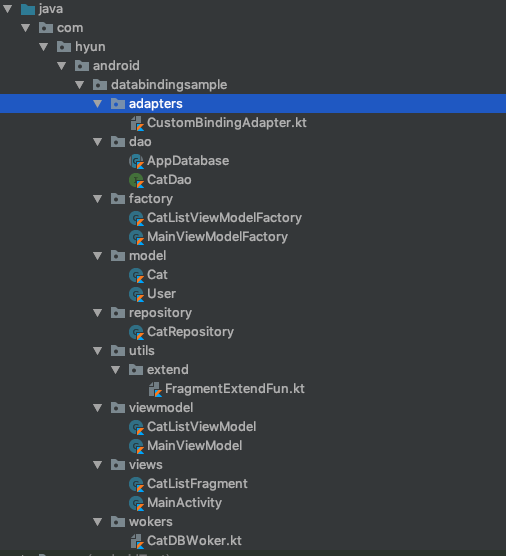 java
com
hyun
android
databindingsample
adapters
CustomBindingAdapter.kt
dao
AppDatabase
CatDao
factory
CatListViewModelFactory
MainViewModelFactory
model
Cat
User
repository
CatRepository
utils
extend
FragmentExtendFun.kt
viewmodel
CatListViewModel
MainViewModel
views
CatListFragment
MainActivity
wokers
CatDBWoker.kt